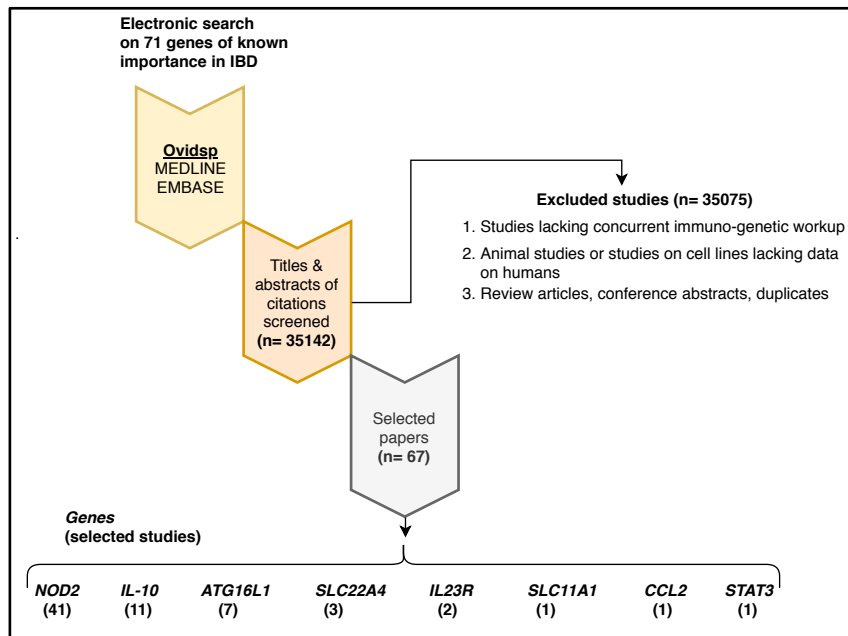 Electronic search
on 71 genes of known
importance in IBD
Ovidsp
MEDLINE
EMBASE
Titles &
abstracts of
citations
screened
(n= 35142)
Excluded studies (n= 35075)
1. Studies lacking concurrent immuno-genetic workup
2. Animal studies or studies on cell lines lacking data
on humans
3. Review articles, conference abstracts, duplicates
Selected
papers
(n= 67)
Genes
(selected studies)
NOD2 IL-10 ATG16L1 SLC22A4 IL23R SLC11A1 CCL2 STAT3
(41) (11) (7) (3) (2) (1) (1) (1)